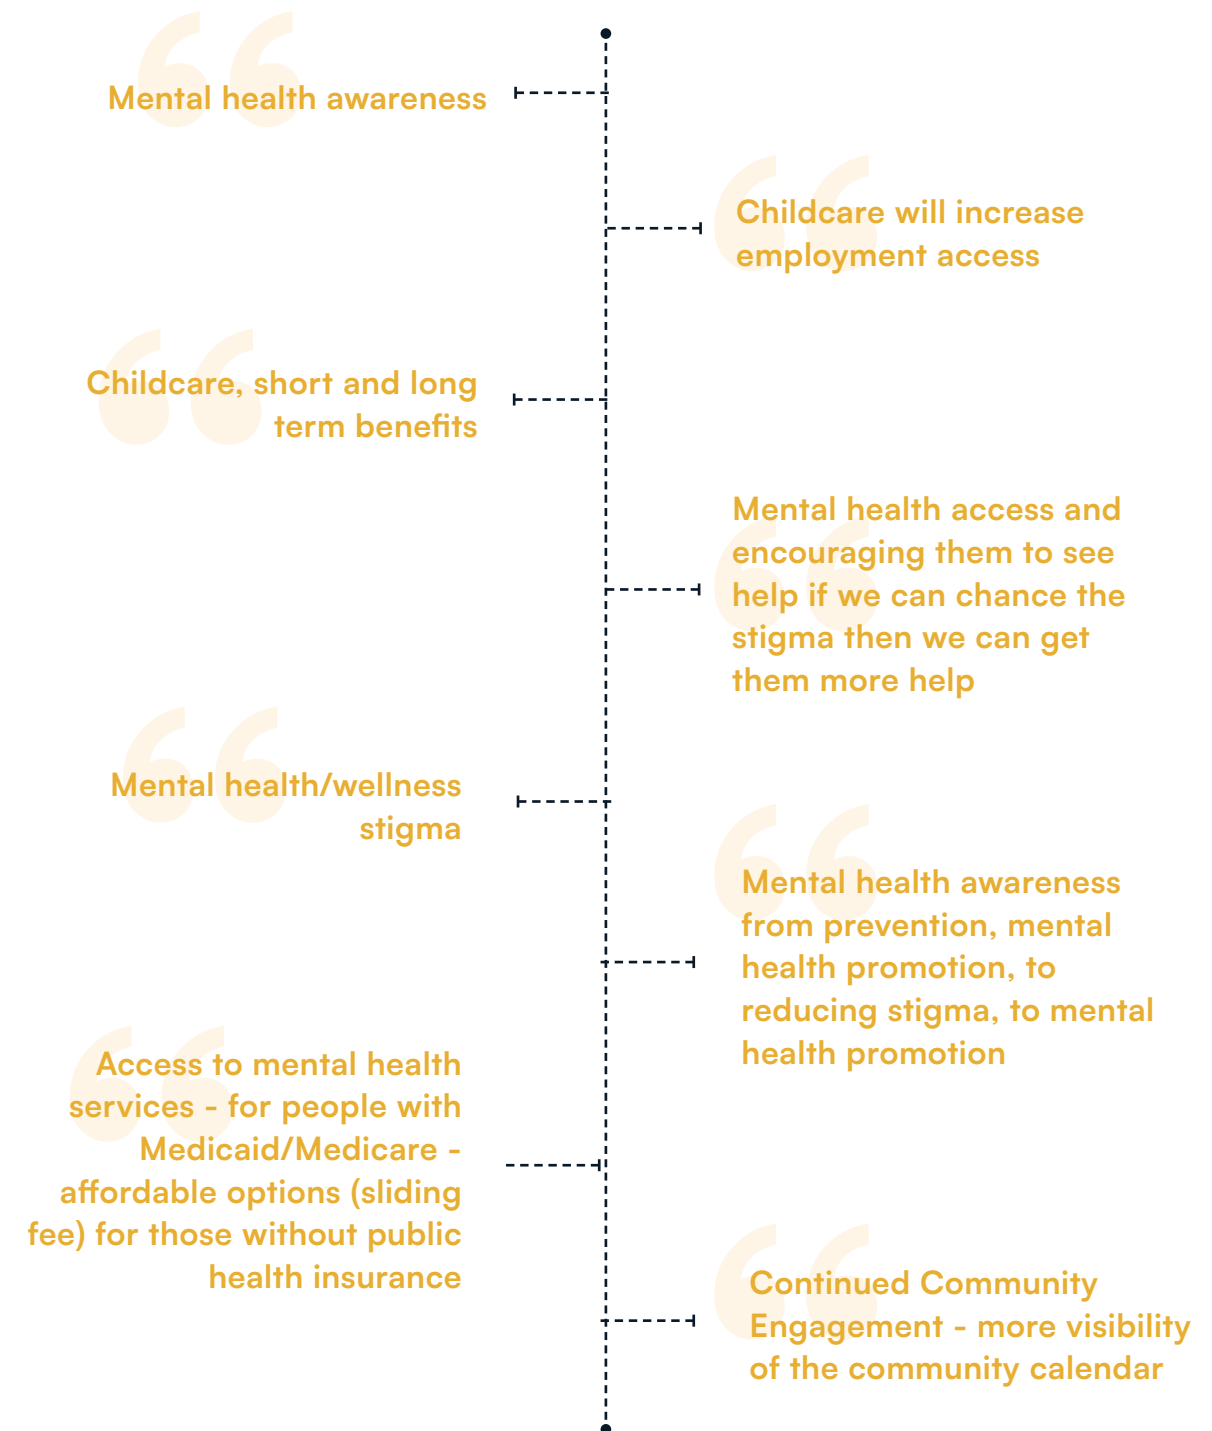 Mental health awareness
Childcare will increase
employment access
Childcare, short and long
term benefits
Mental health access and
encouraging them to see
help if we can chance the
stigma then we can get
them more help
Mental health/wellness
stigma
Mental health awareness
from prevention, mental
health promotion, to
reducing stigma, to mental
health promotion
Access to mental health
services - for people with
Medicaid/Medicare -
affordable options (sliding
fee) for those without public
health insurance
Continued Community
Engagement - more visibility
of the community calendar